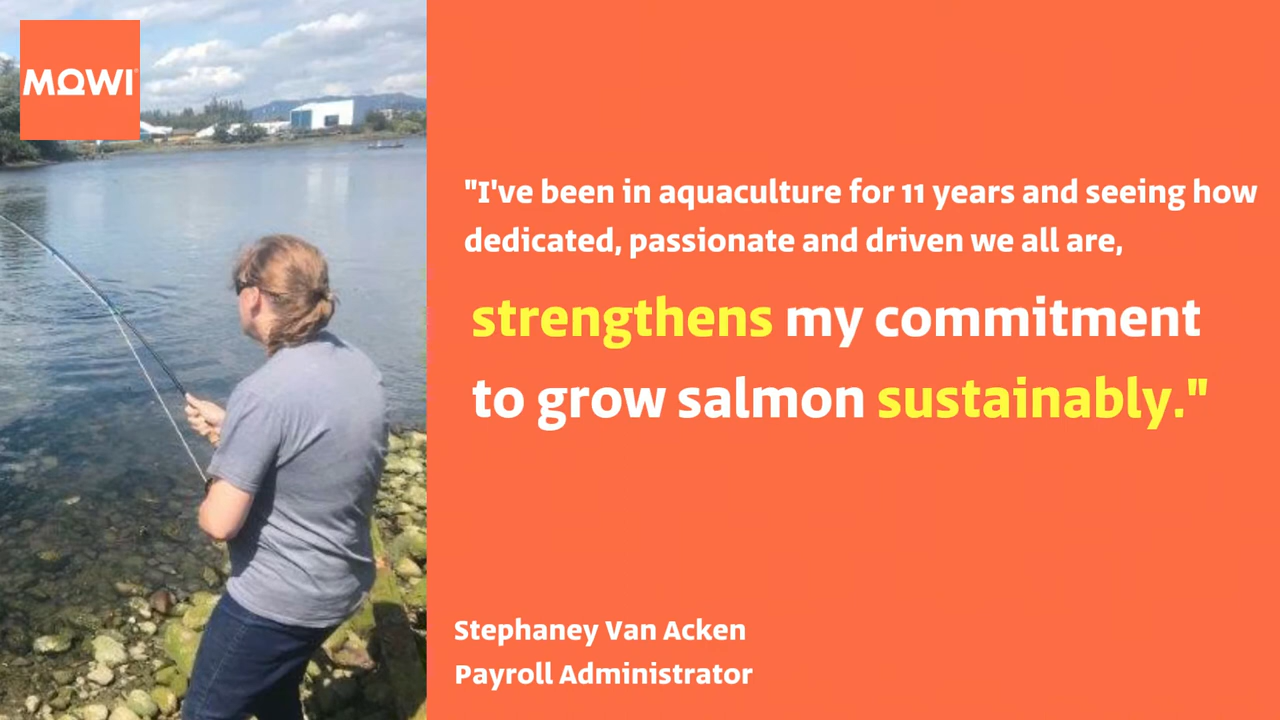 MOWI
"I've been in aquaculture for 11 years and seeing how
dedicated, passionate and driven we all are,
strengthens my commitment
to grow salmon sustainably."
Stephaney Van Acken
Payroll Administrator